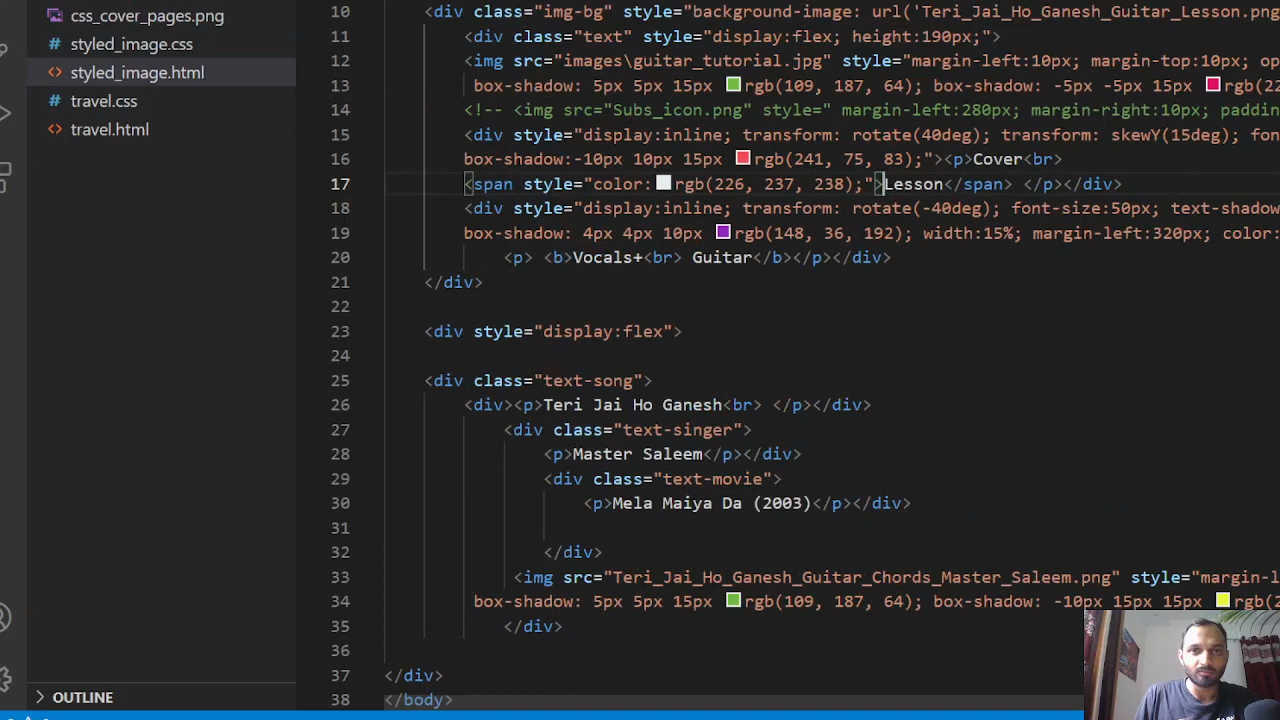 css_cover_pages.png
styled_image.css
styled_image.html
travel.css
travel.html
OUTLINE
10 <div class="img-bg" style="background-image: url('Teri_Jai_Ho_Ganesh_Guitar_Lesson.png
11 <div class="text" style="display:flex; height:190px;">
12 <img src="images\guitar_tutorial.jpg" style="margin-left:10px; margin-top:10px; op
13 box-shadow: 5px 5px 15px rgb(109, 187, 64); box-shadow: -5px -5px 15px rgb(22
14 <!-- <img src="Subs_icon.png" style=" margin-left:280px; margin-right:10px; paddin
15 <div style="display:inline; transform: rotate(40deg); transform: skewY(15deg); fon
16 box-shadow:-10px 10px 15px rgb(241, 75, 83);"><p>Cover<br>
17 <span style="color: rgb(226, 237, 238);">Lesson</span> </p></div>
18 <div style="display:inline; transform: rotate(-40deg); font-size:50px; text-shadow
19 box-shadow: 4px 4px 10px rgb(148, 36, 192); width:15%; margin-left:320px; color:
20 <p> <b>Vocals+<br> Guitar</b></p></div>
21 </div>
22
23 <div style="display:flex">
24
25 <div class="text-song">
26 <div><p>Teri Jai Ho Ganesh<br> </p></div>
27 <div class="text-singer">
28 <p>Master Saleem</p></div>
29 <div class="text-movie">
30 <p>Mela Maiya Da (2003)</p></div>
31
32 </div>
33 <img src="Teri_Jai_Ho_Ganesh_Guitar_Chords_Master_Saleem.png" style="margin-l
34 box-shadow: 5px 5px 15px rgb(109, 187, 64); box-shadow: -10px 15px 15px rgb(2
35 </div>
36
37 </div>
38 </body>